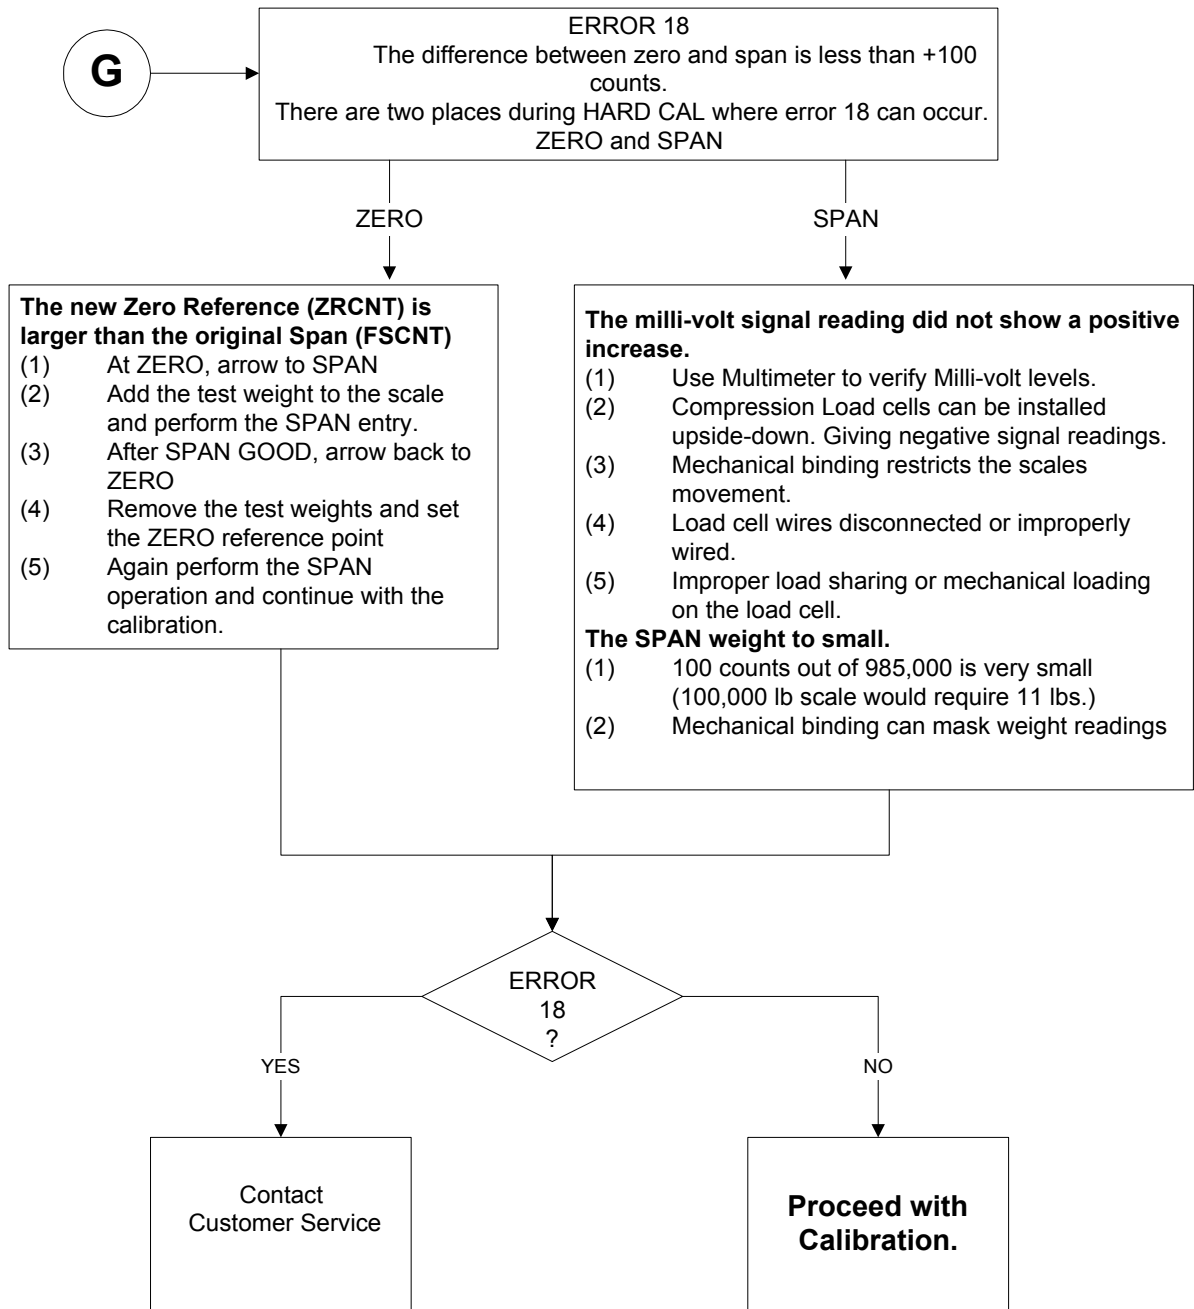 G
ERROR 18
The difference between zero and span is less than +100
counts.
There are two places during HARD CAL where error 18 can occur.
ZERO and SPAN
ZERO
SPAN
The new Zero Reference (ZRCNT) is
larger than the original Span (FSCNT)
(1) At ZERO, arrow to SPAN
(2) Add the test weight to the scale
and perform the SPAN entry.
(3) After SPAN GOOD, arrow back to
ZERO
(4) Remove the test weights and set
the ZERO reference point
(5) Again perform the SPAN
operation and continue with the
calibration.
The milli-volt signal reading did not show a positive
increase.
(1) Use Multimeter to verify Milli-volt levels.
(2) Compression Load cells can be installed
upside-down. Giving negative signal readings.
(3) Mechanical binding restricts the scales
movement.
(4) Load cell wires disconnected or improperly
wired.
(5) Improper load sharing or mechanical loading
on the load cell.
The SPAN weight to small.
(1) 100 counts out of 985,000 is very small
(100,000 lb scale would require 11 lbs.)
(2) Mechanical binding can mask weight readings
ERROR
18
?
YES
NO
Contact
Customer Service
Proceed with
Calibration.